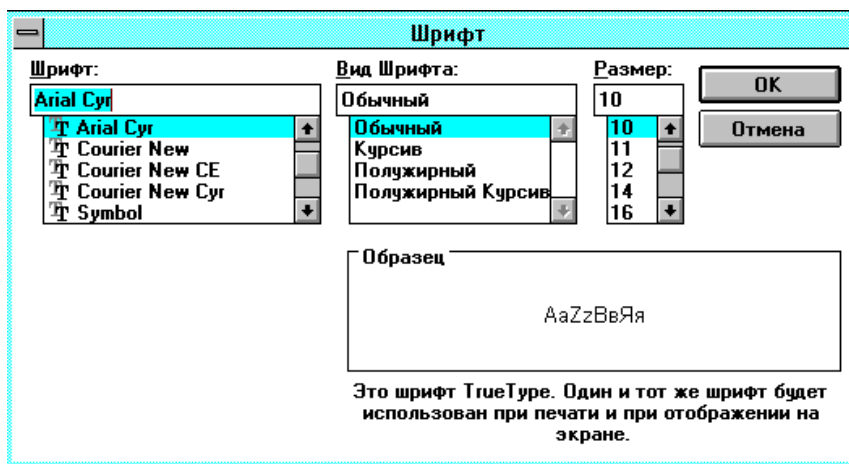 Шрифт
Шрифт:
Arial Cyr
Arial Cyr
Courier New
Courier New CE
Courier New Cyr
Symbol
Вид Шрифта:
Обычный
Обычный
Курсив
Полужирный
Полужирный Курсив
Размер:
10
10
11
12
14
16
OK
Отмена
Образец
AaZzВвЯя
Это шрифт TrueType. Один и тот же шрифт будет
использован при печати и при отображении на
экране.